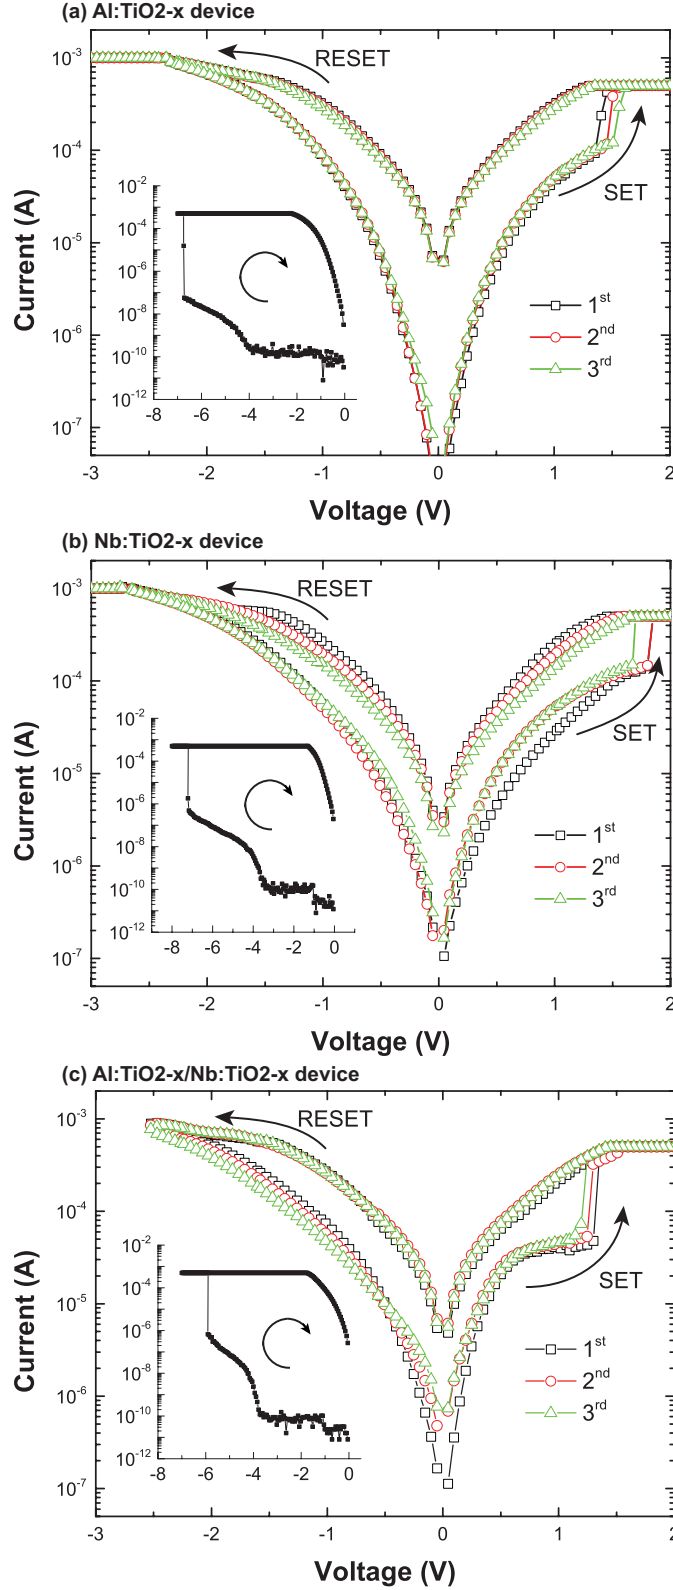 (a) Al:TiO2-x device
RESET
SET
Current (A)
10⁻³
10⁻⁴
10⁻⁵
10⁻⁶
10⁻⁷
10⁻²
10⁻⁴
10⁻⁶
10⁻⁸
10⁻¹⁰
10⁻¹²
-8 -6 -4 -2 0
1st
2nd
3rd
-3 -2 -1 0 1 2
Voltage (V)
(b) Nb:TiO2-x device
RESET
SET
Current (A)
10⁻³
10⁻⁴
10⁻⁵
10⁻⁶
10⁻⁷
10⁻²
10⁻⁴
10⁻⁶
10⁻⁸
10⁻¹⁰
10⁻¹²
-8 -6 -4 -2 0
1st
2nd
3rd
-3 -2 -1 0 1 2
Voltage (V)
(c) Al:TiO2-x/Nb:TiO2-x device
RESET
SET
Current (A)
10⁻³
10⁻⁴
10⁻⁵
10⁻⁶
10⁻⁷
10⁻²
10⁻⁴
10⁻⁶
10⁻⁸
10⁻¹⁰
10⁻¹²
-8 -6 -4 -2 0
1st
2nd
3rd
-3 -2 -1 0 1 2
Voltage (V)